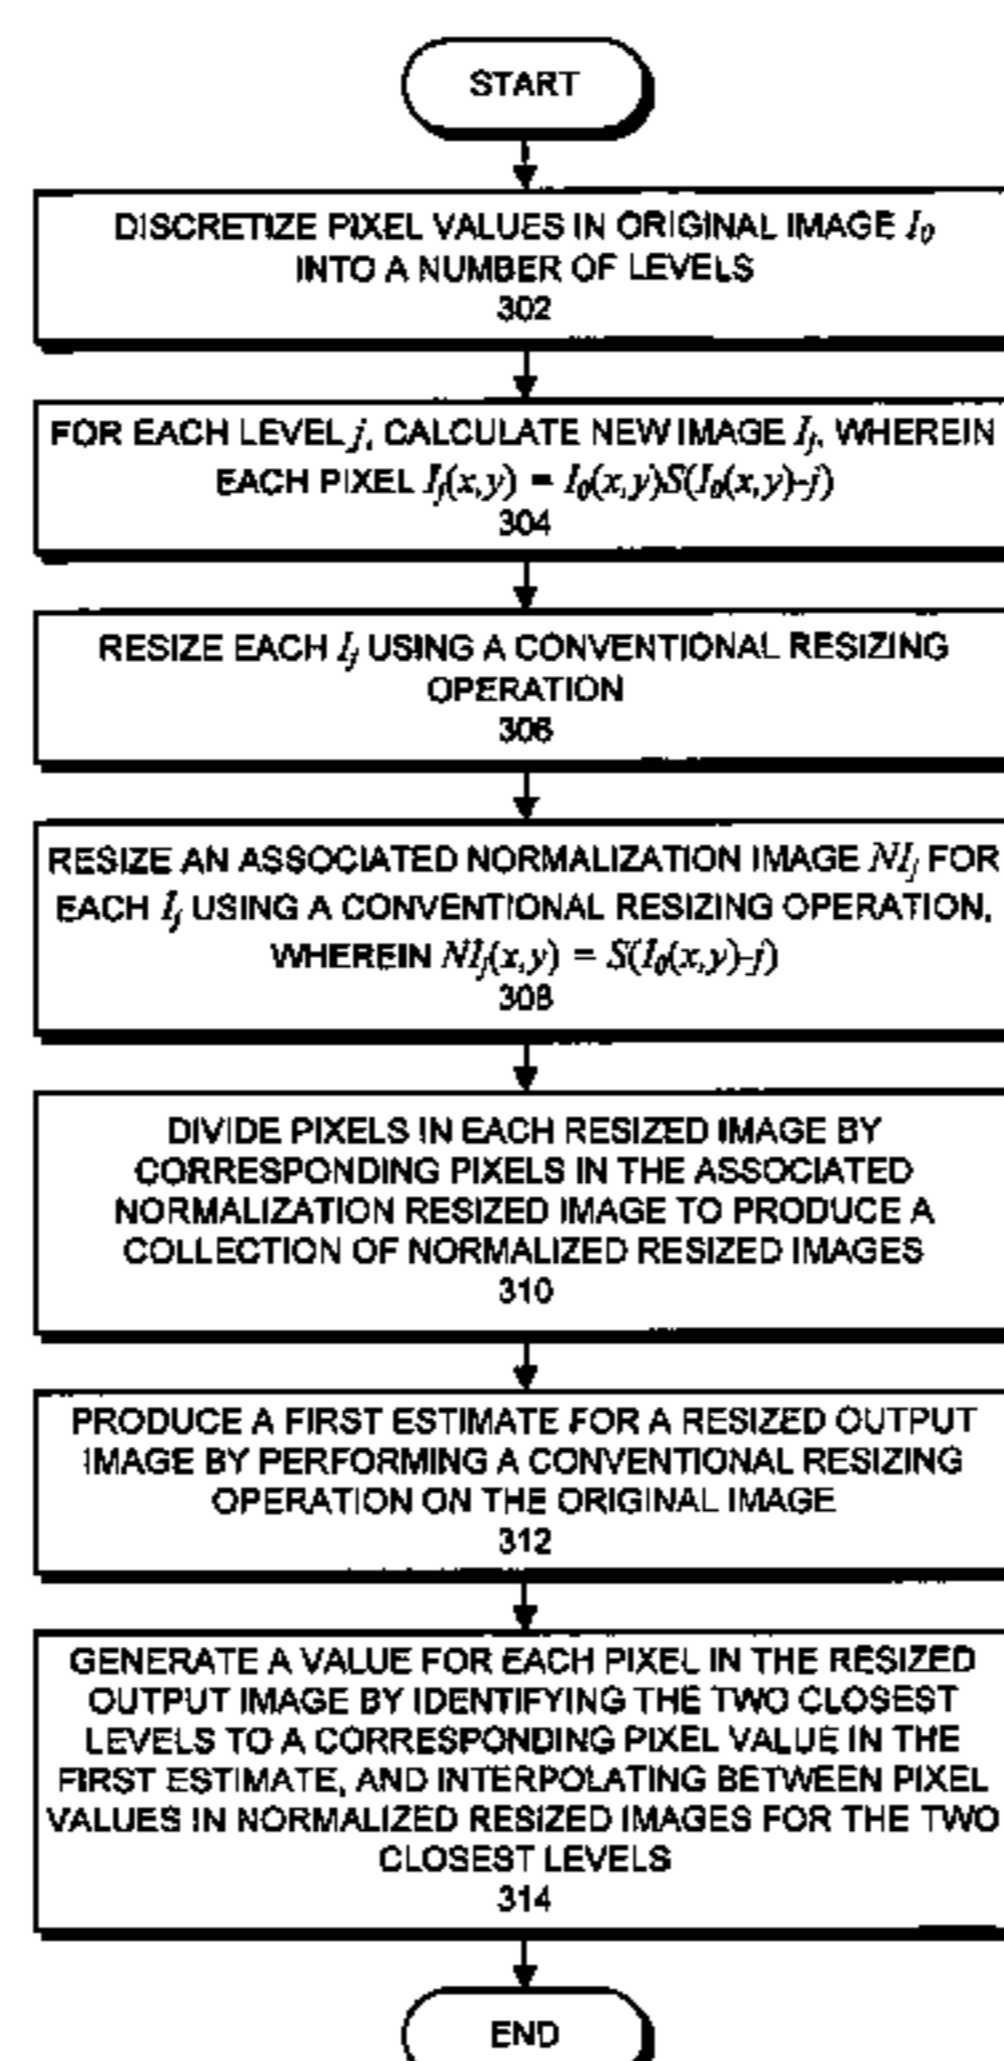 START
DISCRETIZE PIXEL VALUES IN ORIGINAL IMAGE I₀
INTO A NUMBER OF LEVELS
302
FOR EACH LEVEL j, CALCULATE NEW IMAGE Iⱼ, WHEREIN
EACH PIXEL Iⱼ(x,y) = I₀(x,y)S(I₀(x,y)-j)
304
RESIZE EACH Iⱼ USING A CONVENTIONAL RESIZING
OPERATION
306
RESIZE AN ASSOCIATED NORMALIZATION IMAGE NIⱼ FOR
EACH Iⱼ USING A CONVENTIONAL RESIZING OPERATION,
WHEREIN NIⱼ(x,y) = S(I₀(x,y)-j)
308
DIVIDE PIXELS IN EACH RESIZED IMAGE BY
CORRESPONDING PIXELS IN THE ASSOCIATED
NORMALIZATION RESIZED IMAGE TO PRODUCE A
COLLECTION OF NORMALIZED RESIZED IMAGES
310
PRODUCE A FIRST ESTIMATE FOR A RESIZED OUTPUT
IMAGE BY PERFORMING A CONVENTIONAL RESIZING
OPERATION ON THE ORIGINAL IMAGE
312
GENERATE A VALUE FOR EACH PIXEL IN THE RESIZED
OUTPUT IMAGE BY IDENTIFYING THE TWO CLOSEST
LEVELS TO A CORRESPONDING PIXEL VALUE IN THE
FIRST ESTIMATE, AND INTERPOLATING BETWEEN PIXEL
VALUES IN NORMALIZED RESIZED IMAGES FOR THE TWO
CLOSEST LEVELS
314
END